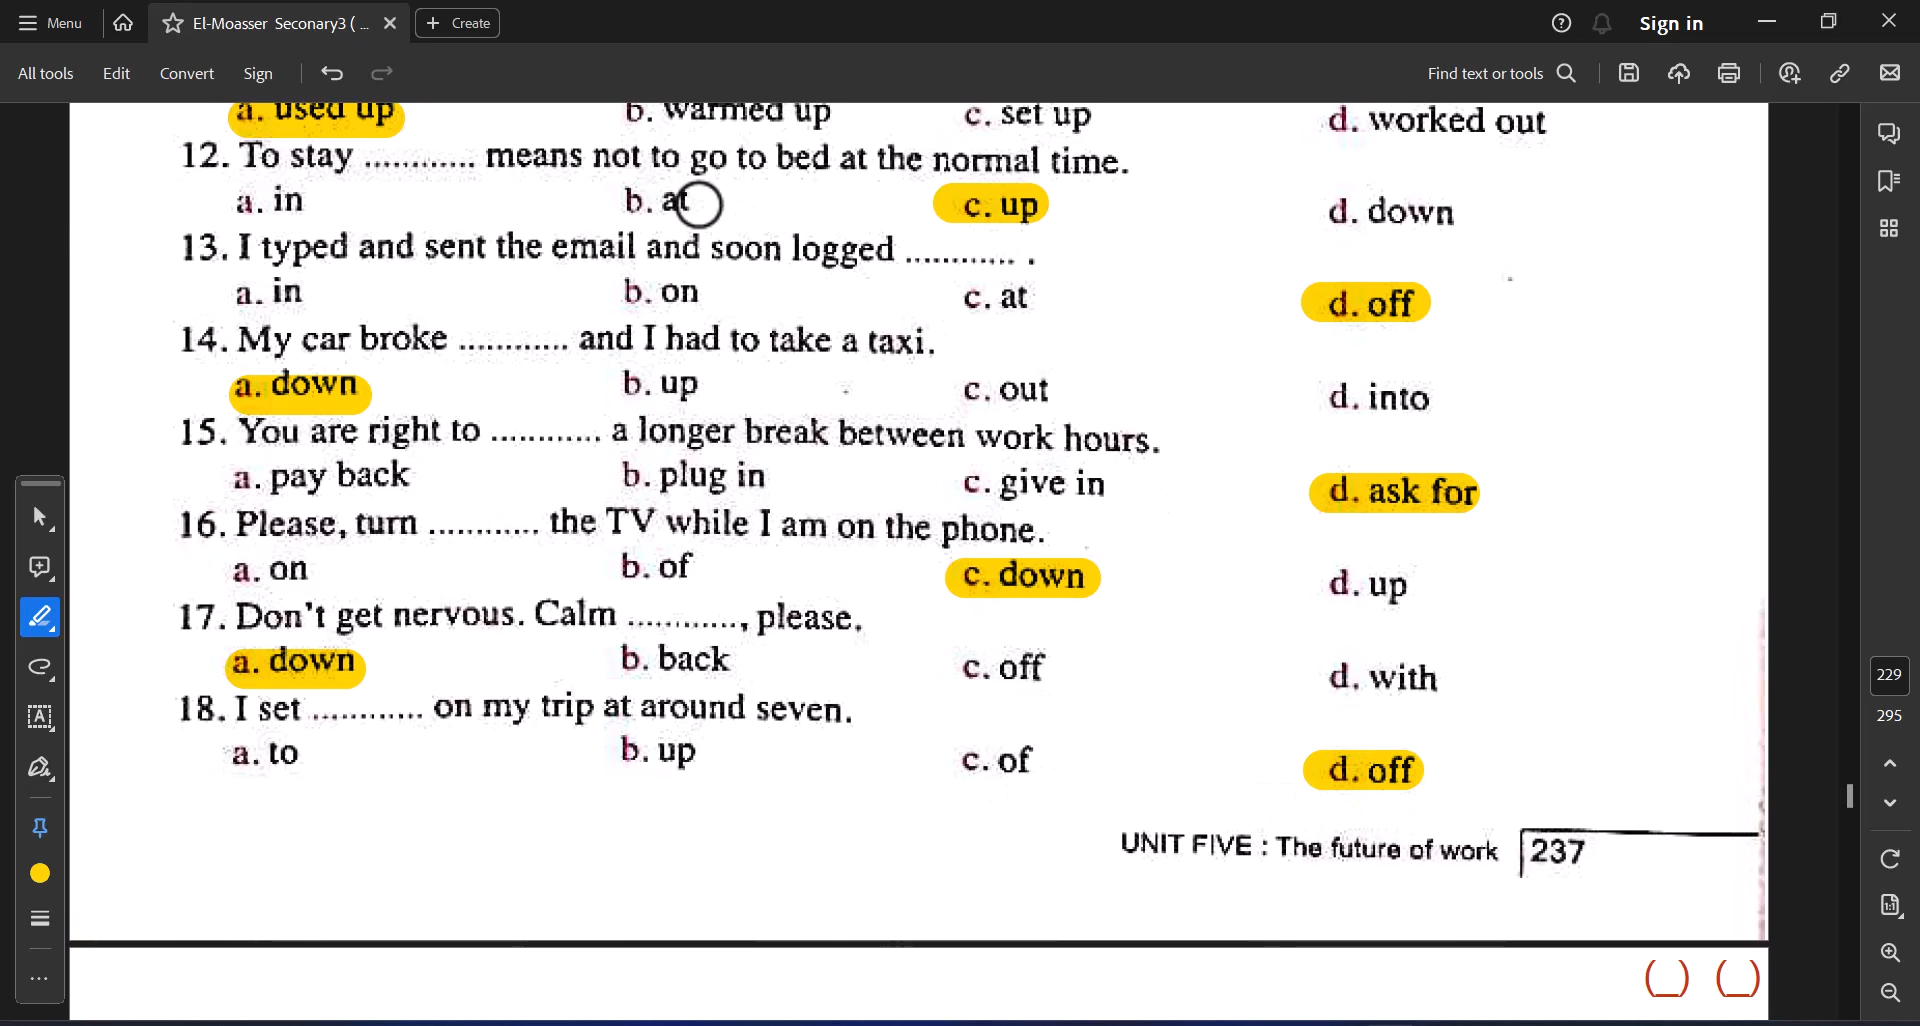 Menu El-Moasser Seconary3 ( ... Create Sign in
All tools Edit Convert Sign Find text or tools
a. used up b. warmed up c. set up d. worked out
12. To stay ............ means not to go to bed at the normal time.
a. in b. at c. up d. down
13. I typed and sent the email and soon logged ............ .
a. in b. on c. at d. off
14. My car broke ............ and I had to take a taxi.
a. down b. up c. out d. into
15. You are right to ............ a longer break between work hours.
a. pay back b. plug in c. give in d. ask for
16. Please, turn ............ the TV while I am on the phone.
a. on b. of c. down d. up
17. Don't get nervous. Calm ............, please.
a. down b. back c. off d. with
18. I set ............ on my trip at around seven.
a. to b. up c. of d. off
UNIT FIVE : The future of work 237
229
295
(_) (_)